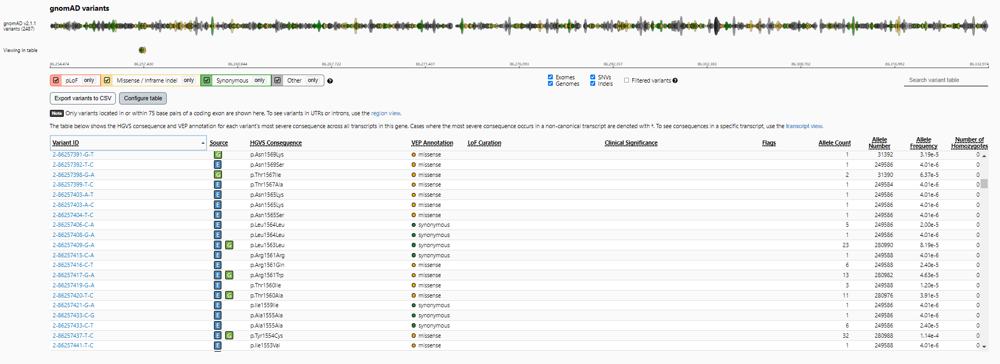 gnomAD variants
gnomAD v2.1.1
variants (2487)
Viewing in table
86,254,474 86,257,430 86,260,844 86,267,722 86,271,431 86,276,093 86,292,357 86,302,383 86,308,702 86,316,992 86,332,974
pLoF only Missense / Inframe indel only Synonymous only Other only ?
Exomes SNVs
Genomes Indels
Filtered variants ?
Search variant table
Export variants to CSV Configure table
Note Only variants located in or within 75 base pairs of a coding exon are shown here. To see variants in UTRs or introns, use the region view.
The table below shows the HGVS consequence and VEP annotation for each variant's most severe consequence across all transcripts in this gene. Cases where the most severe consequence occurs in a non-canonical transcript are denoted with †. To see consequences in a specific transcript, use the transcript view.
Variant ID Source HGVS Consequence VEP Annotation LoF Curation Clinical Significance Flags Allele Count Allele Number Allele Frequency Number of Homozygotes
2-86257391-G-T G p.Asn1569Lys missense 1 31392 3.19e-5 0
2-86257392-T-C E p.Asn1569Ser missense 1 249586 4.01e-6 0
2-86257398-G-A G p.Thr1567Ile missense 2 31390 6.37e-5 0
2-86257399-T-C E p.Thr1567Ala missense 1 249584 4.01e-6 0
2-86257403-A-T E p.Asn1565Lys missense 1 249586 4.01e-6 0
2-86257403-A-C E p.Asn1565Lys missense 1 249586 4.01e-6 0
2-86257404-T-C E p.Asn1565Ser missense 1 249586 4.01e-6 0
2-86257406-C-A E p.Leu1564Leu synonymous 5 249586 2.00e-5 0
2-86257408-G-A E p.Leu1564Leu synonymous 1 249586 4.01e-6 0
2-86257409-G-A E G p.Leu1563Leu synonymous 23 280990 8.19e-5 0
2-86257415-C-A E p.Arg1561Arg synonymous 1 249588 4.01e-6 0
2-86257416-C-T E p.Arg1561Gln missense 6 249588 2.40e-5 0
2-86257417-G-A E G p.Arg1561Trp missense 13 280982 4.63e-5 0
2-86257419-G-A E p.Thr1560Ile missense 3 249588 1.20e-5 0
2-86257420-T-C E G p.Thr1560Ala missense 11 280976 3.91e-5 0
2-86257421-G-A E p.Ile1559Ile synonymous 1 249586 4.01e-6 0
2-86257433-C-G E p.Ala1555Ala synonymous 1 249586 4.01e-6 0
2-86257433-C-T E p.Ala1555Ala synonymous 6 249586 2.40e-5 0
2-86257437-T-C E G p.Tyr1554Cys missense 32 280988 1.14e-4 0
2-86257441-T-C E p.Ile1553Val missense 1 249588 4.01e-6 0